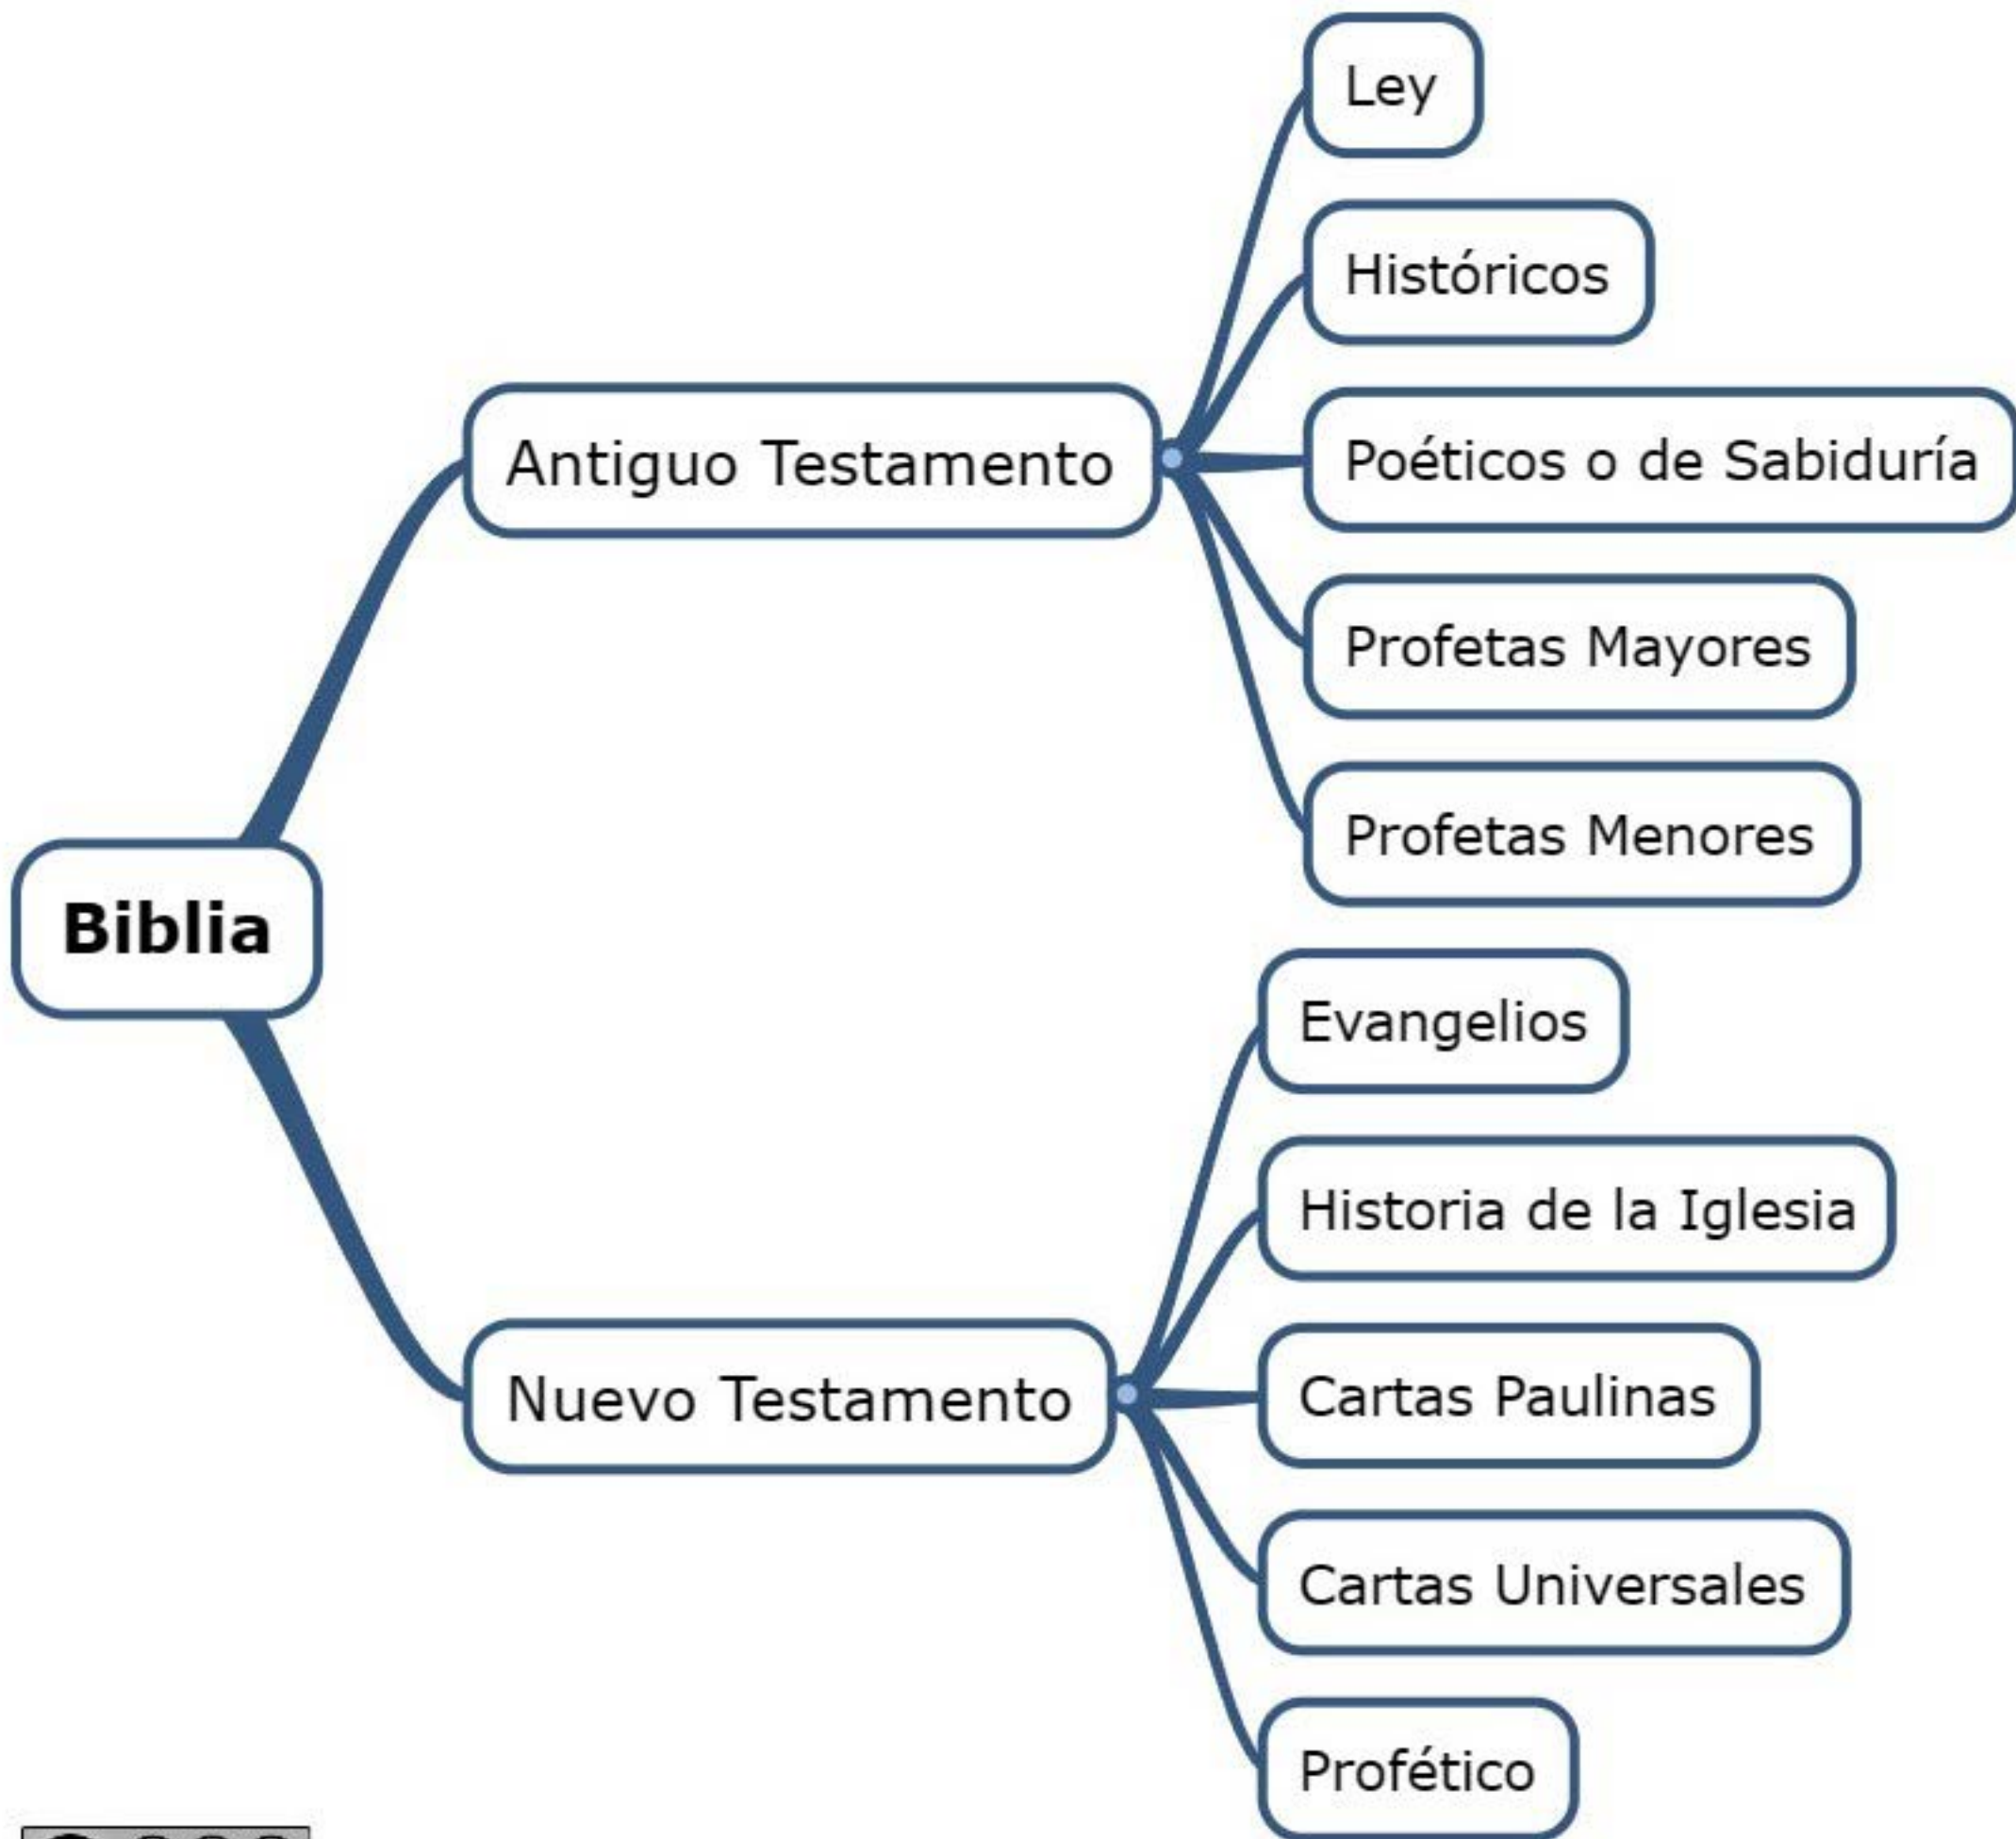 Biblia
Antiguo Testamento
Ley
Históricos
Poéticos o de Sabiduría
Profetas Mayores
Profetas Menores
Nuevo Testamento
Evangelios
Historia de la Iglesia
Cartas Paulinas
Cartas Universales
Profético